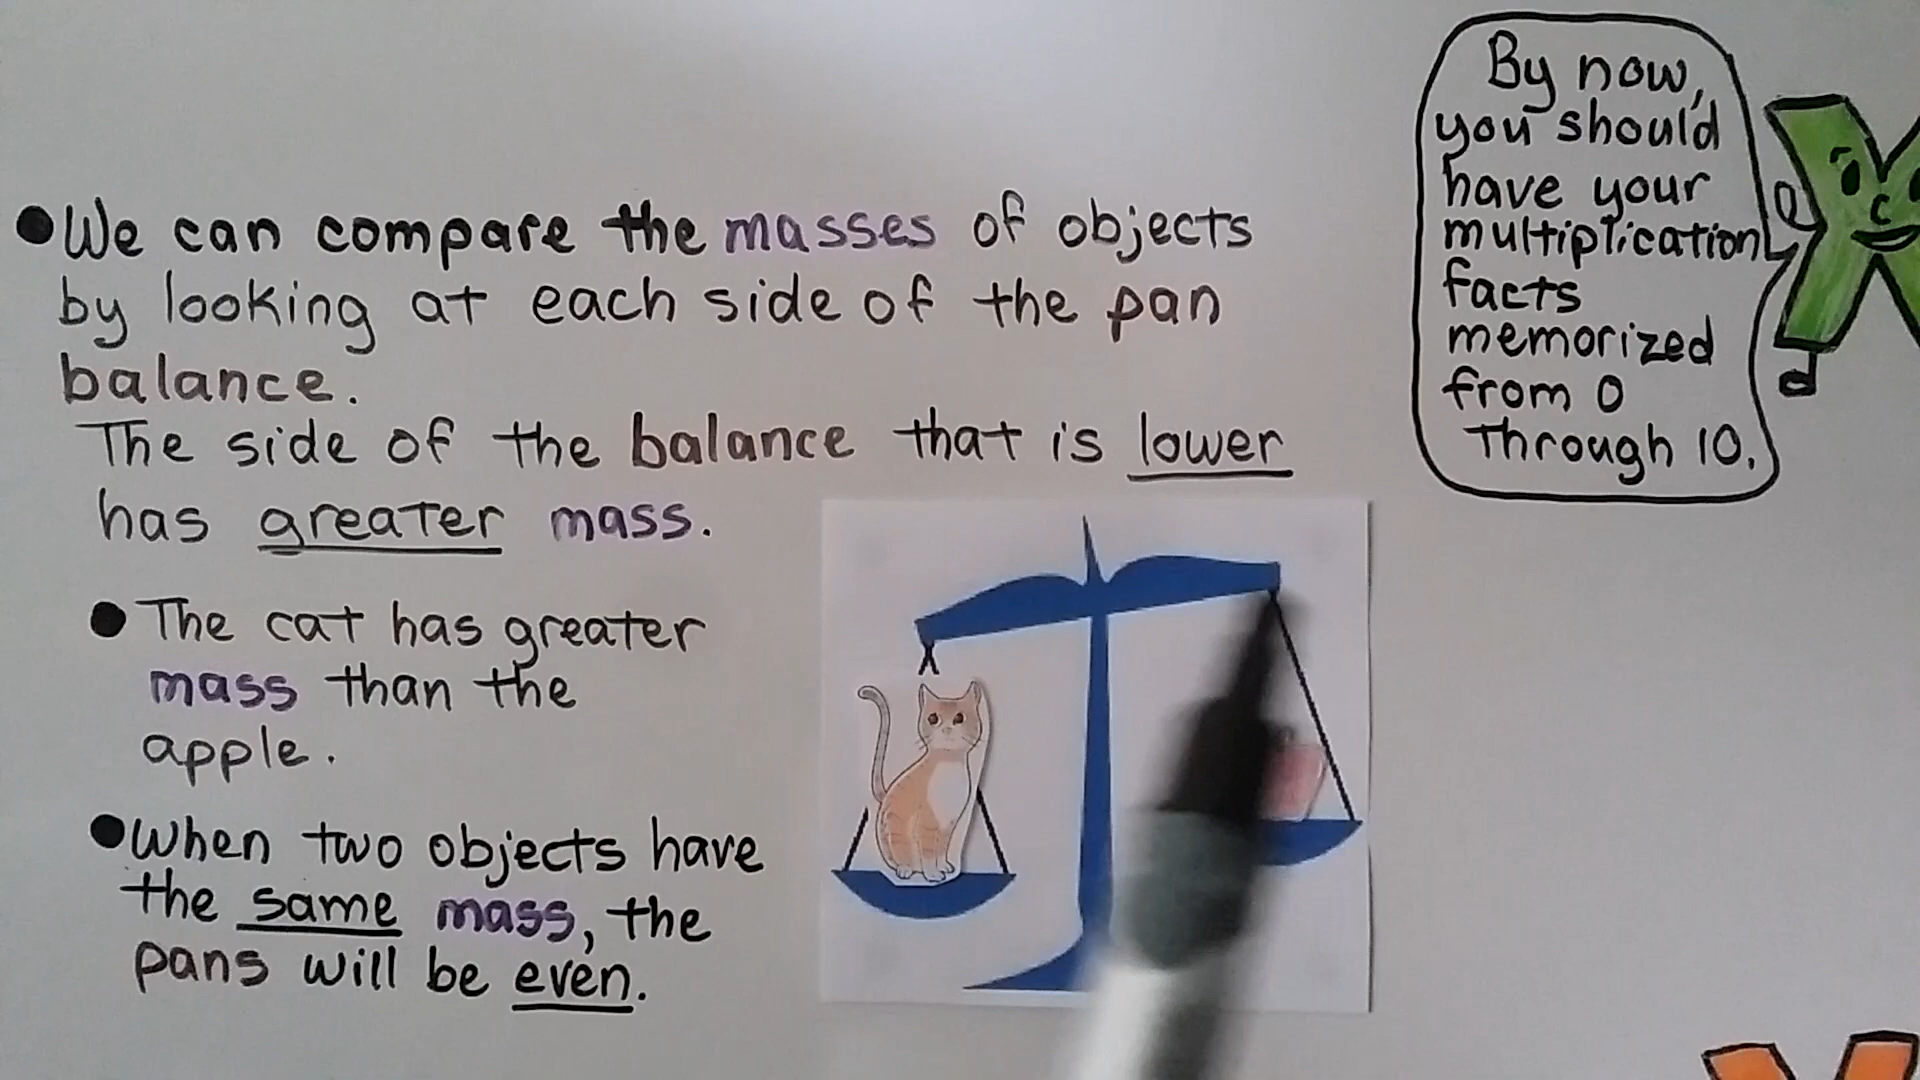 ● We can compare the masses of objects
by looking at each side of the pan
balance.
The side of the balance that is lower
has greater mass.
● The cat has greater
mass than the
apple.
● When two objects have
the same mass, the
pans will be even.
By now,
you should
have your
multiplication
facts
memorized
from 0
through 10.